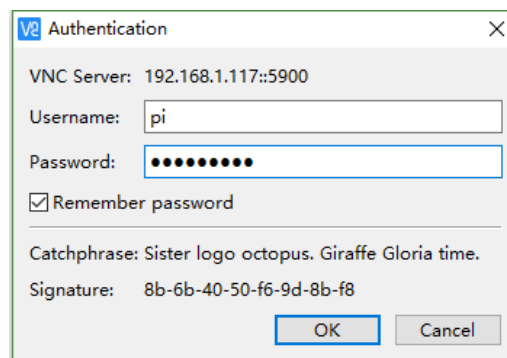 Authentication
VNC Server: 192.168.1.117::5900
Username: pi
Password: ●●●●●●●●●
Remember password
Catchphrase: Sister logo octopus. Giraffe Gloria time.
Signature: 8b-6b-40-50-f6-9d-8b-f8
OK Cancel